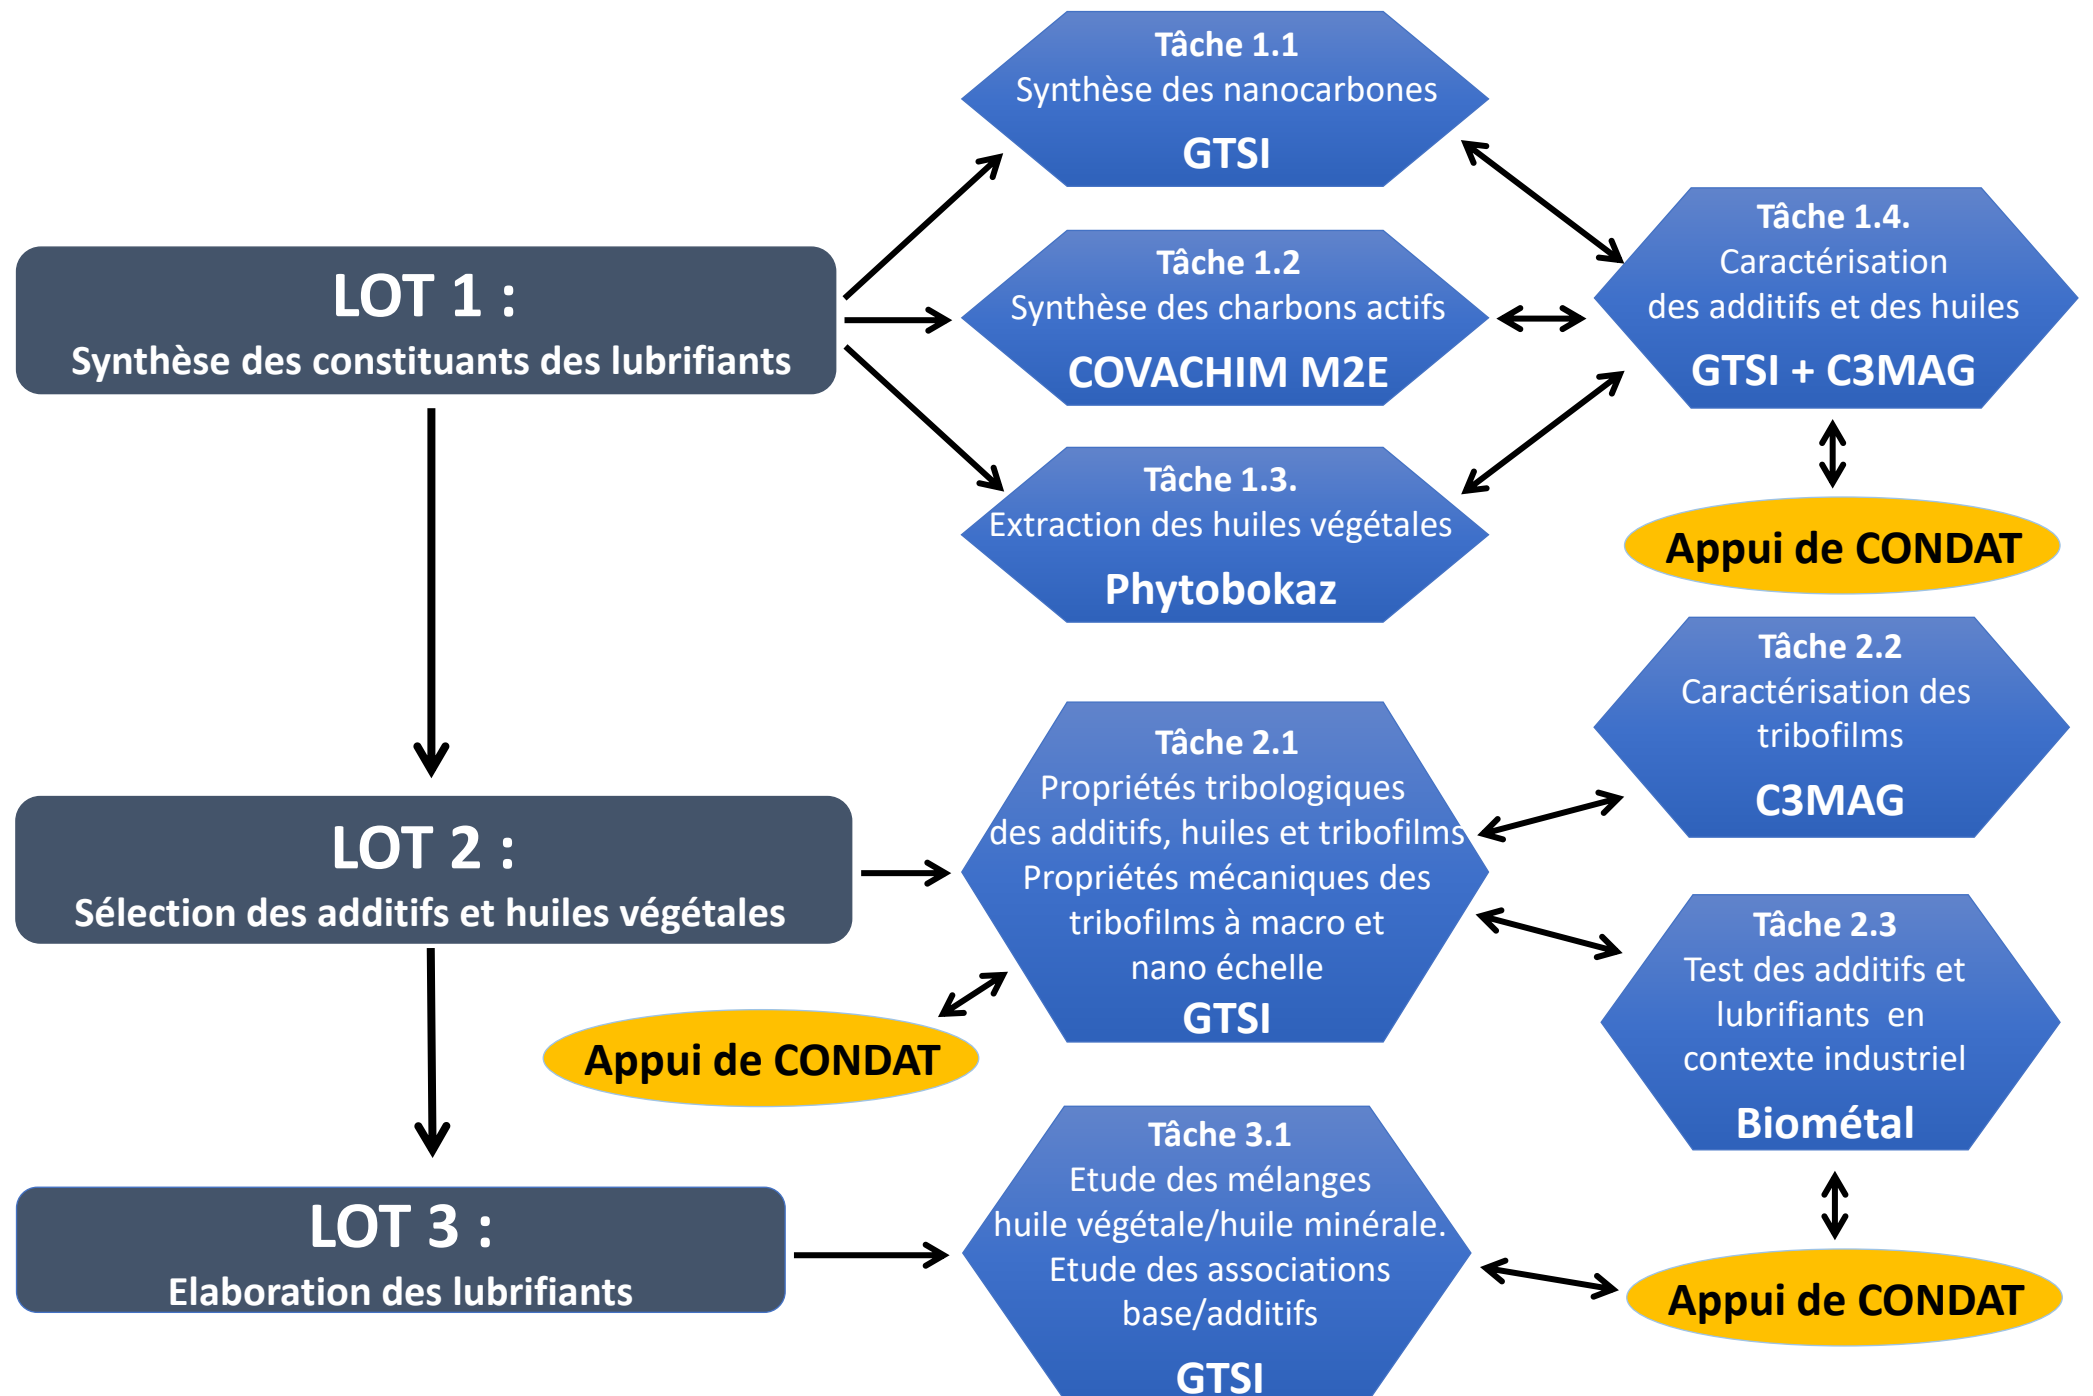 Tâche 1.1
Synthèse des nanocarbones
GTSI
LOT 1 :
Synthèse des constituants des lubrifiants
Tâche 1.2
Synthèse des charbons actifs
COVACHIM M2E
Tâche 1.3.
Extraction des huiles végétales
Phytobokaz
Tâche 1.4.
Caractérisation
des additifs et des huiles
GTSI + C3MAG
Appui de CONDAT
LOT 2 :
Sélection des additifs et huiles végétales
Tâche 2.1
Propriétés tribologiques
des additifs, huiles et tribofilms
Propriétés mécaniques des
tribofilms à macro et
nano échelle
GTSI
Appui de CONDAT
Tâche 2.2
Caractérisation des
tribofilms
C3MAG
Tâche 2.3
Test des additifs et
lubrifiants en
contexte industriel
Biométal
LOT 3 :
Elaboration des lubrifiants
Tâche 3.1
Etude des mélanges
huile végétale/huile minérale.
Etude des associations
base/additifs
GTSI
Appui de CONDAT